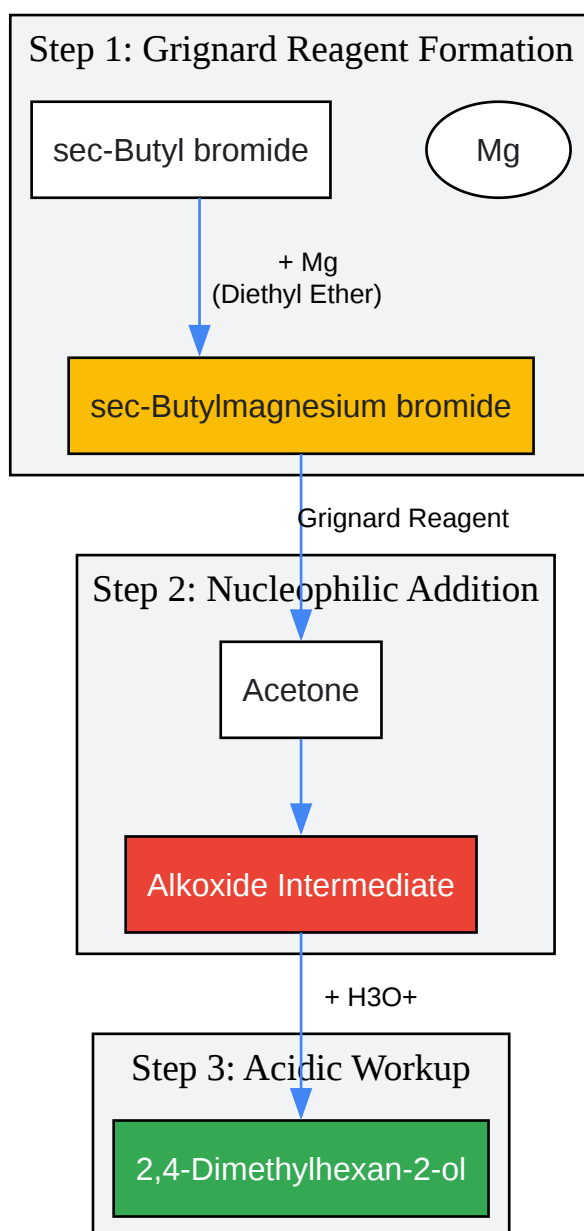 Step 1: Grignard Reagent Formation
sec-Butyl bromide
Mg
+ Mg
(Diethyl Ether)
sec-Butylmagnesium bromide
Grignard Reagent
Step 2: Nucleophilic Addition
Acetone
Alkoxide Intermediate
+ H3O+
Step 3: Acidic Workup
2,4-Dimethylhexan-2-ol